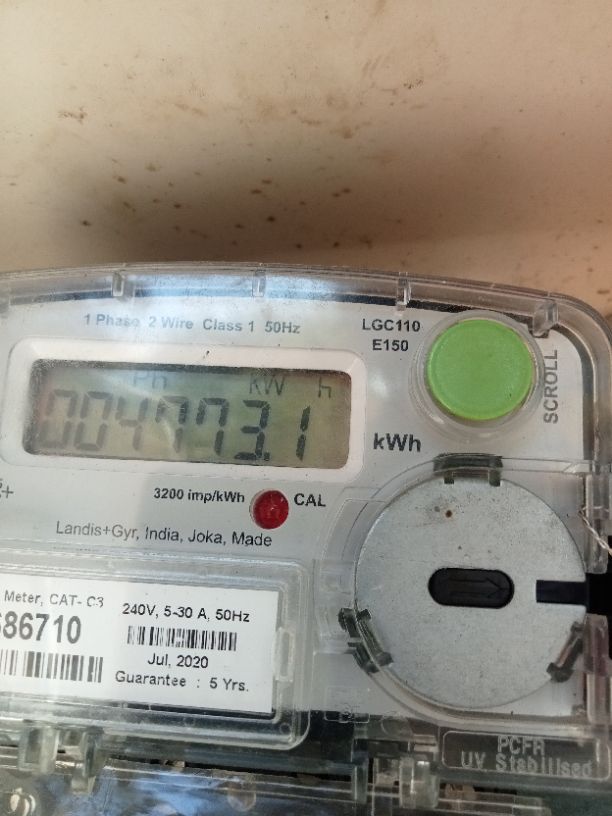 1 Phase 2 Wire Class 1 50Hz
LGC110
E150
SCROLL
Ph KW h
004773.1
kWh
3200 imp/kWh
CAL
Landis+Gyr, India, Joka, Made
Meter, CAT- C3
86710
240V, 5-30 A, 50Hz
Jul, 2020
Guarantee : 5 Yrs.
PCFR
UV Stabilised